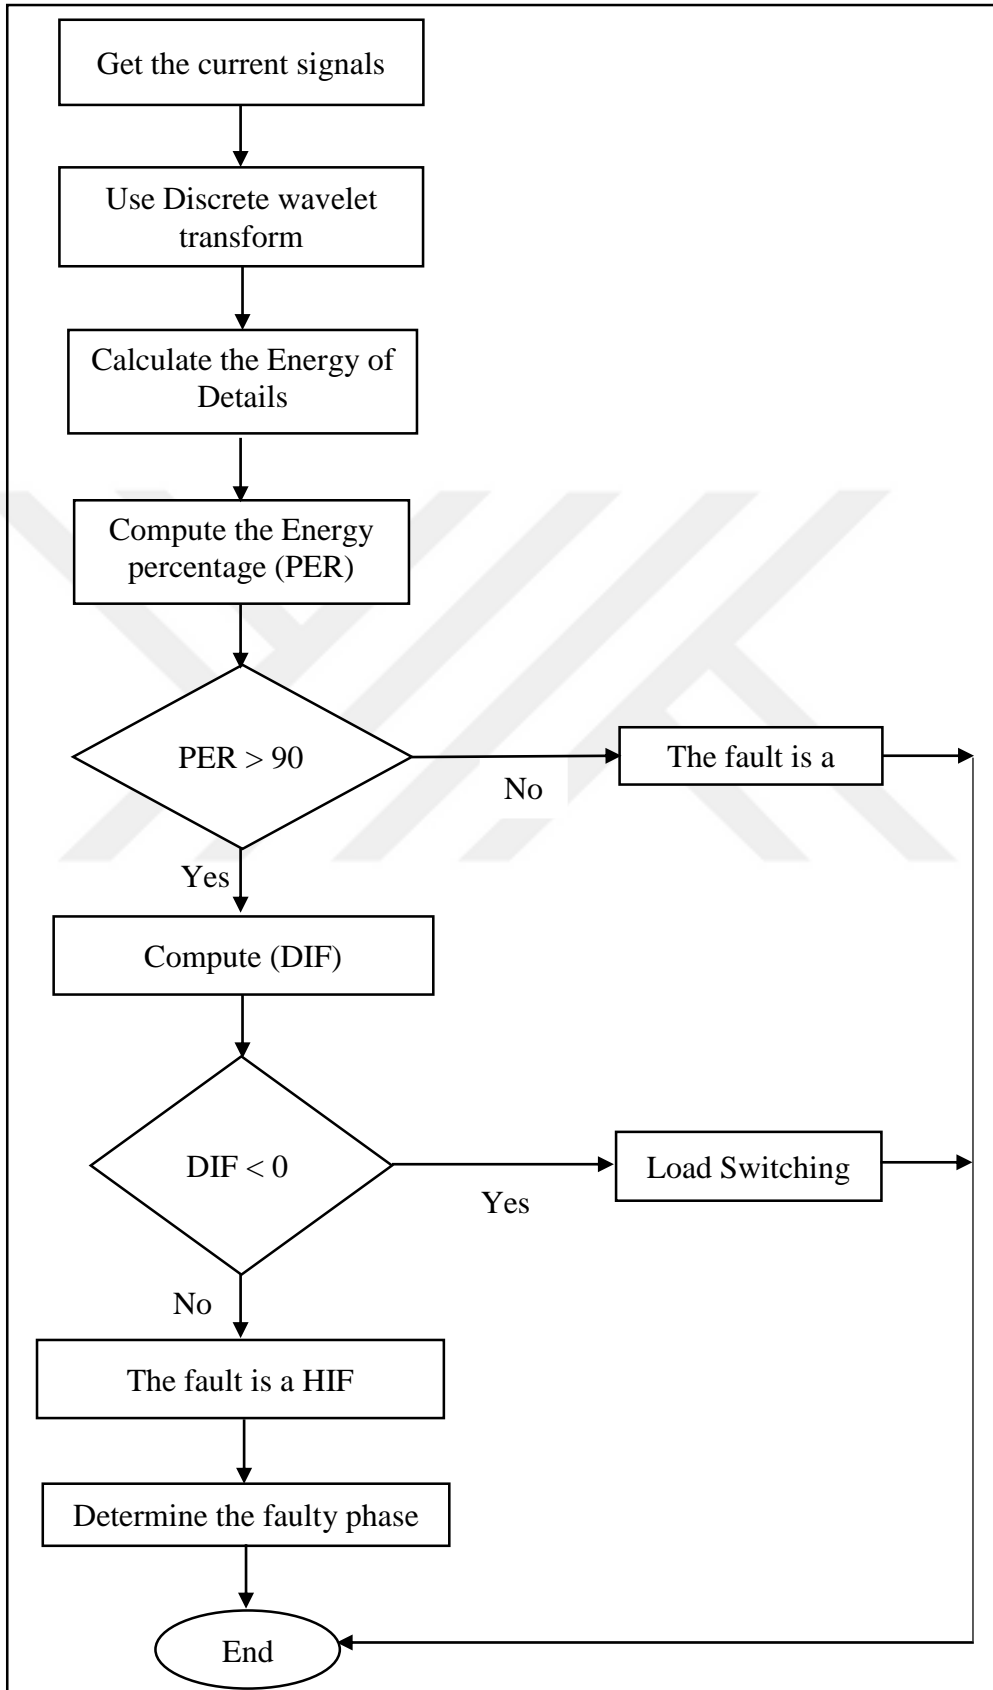 Get the current signals
Use Discrete wavelet
transform
Calculate the Energy of
Details
Compute the Energy
percentage (PER)
PER > 90
No
The fault is a
Yes
Compute (DIF)
DIF < 0
Yes
Load Switching
No
The fault is a HIF
Determine the faulty phase
End